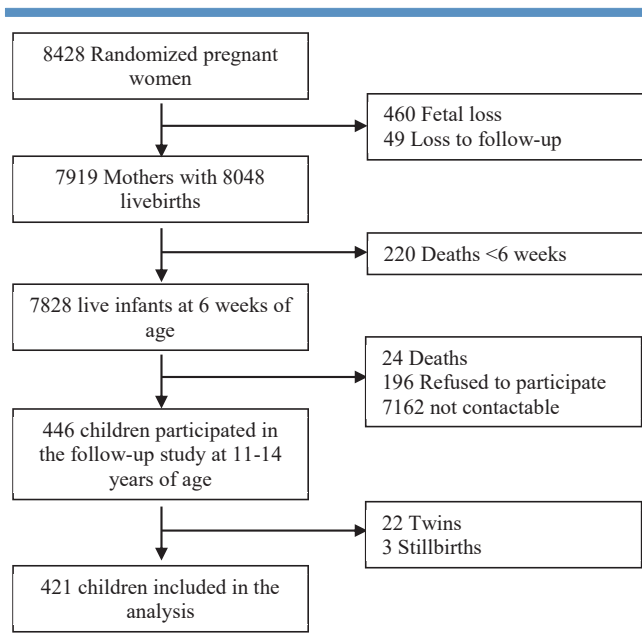 8428 Randomized pregnant
women
460 Fetal loss
49 Loss to follow-up
7919 Mothers with 8048
livebirths
220 Deaths <6 weeks
7828 live infants at 6 weeks of
age
24 Deaths
196 Refused to participate
7162 not contactable
446 children participated in
the follow-up study at 11-14
years of age
22 Twins
3 Stillbirths
421 children included in the
analysis